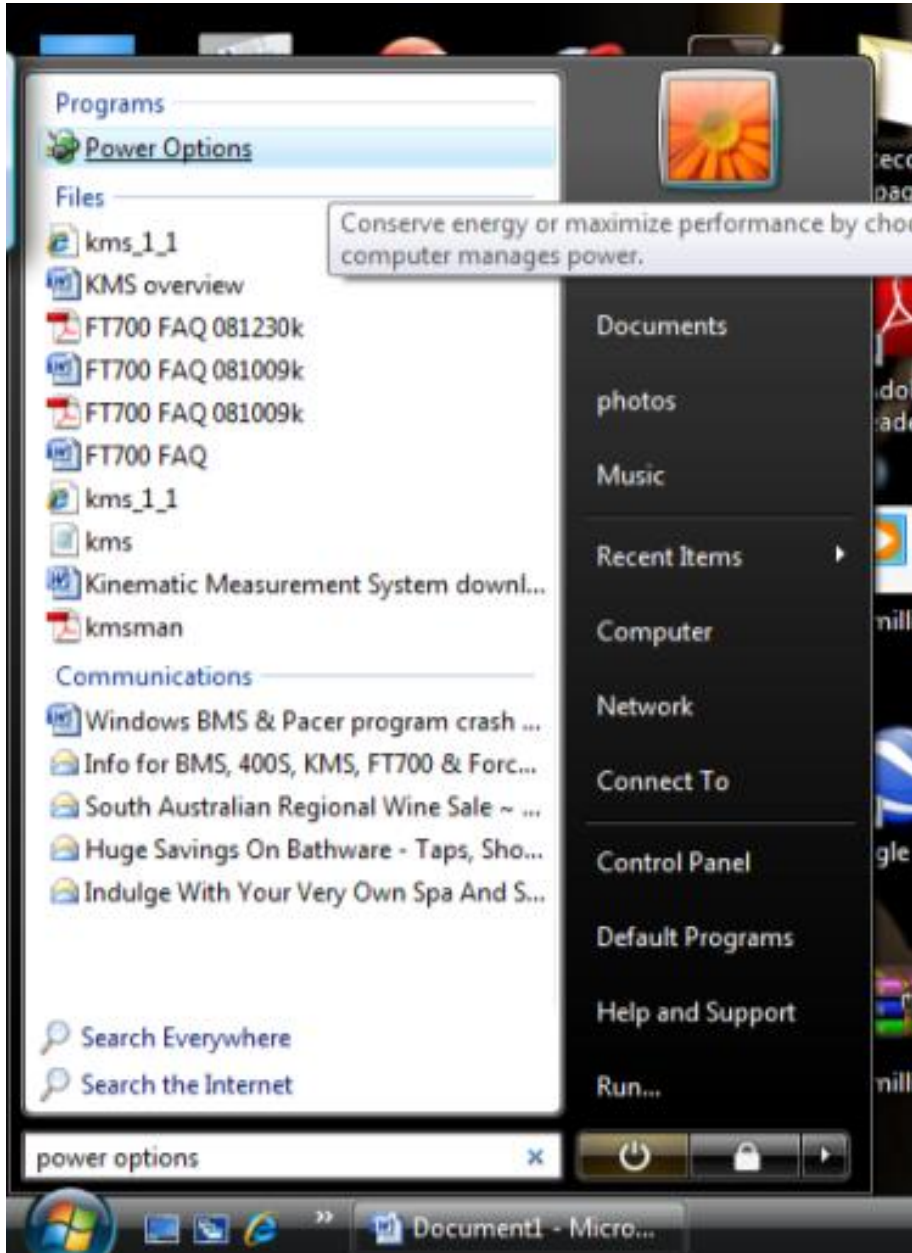 Programs
Power Options
Files
kms_1_1
KMS overview
FT700 FAQ 081230k
FT700 FAQ 081009k
FT700 FAQ 081009k
FT700 FAQ
kms_1_1
kms
Kinematic Measurement System downl...
kmsman
Communications
Windows BMS & Pacer program crash ...
Info for BMS, 400S, KMS, FT700 & Forc...
South Australian Regional Wine Sale ~ ...
Huge Savings On Bathware - Taps, Sho...
Indulge With Your Very Own Spa And S...
Search Everywhere
Search the Internet
power options
Conserve energy or maximize performance by choo
computer manages power.
Documents
photos
Music
Recent Items
Computer
Network
Connect To
Control Panel
Default Programs
Help and Support
Run...
Document1 - Micro...